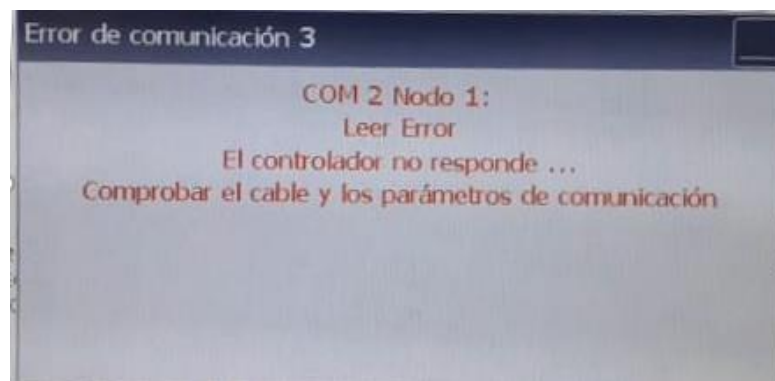 Error de comunicación 3
COM 2 Nodo 1:
Leer Error
El controlador no responde ...
Comprobar el cable y los parámetros de comunicación